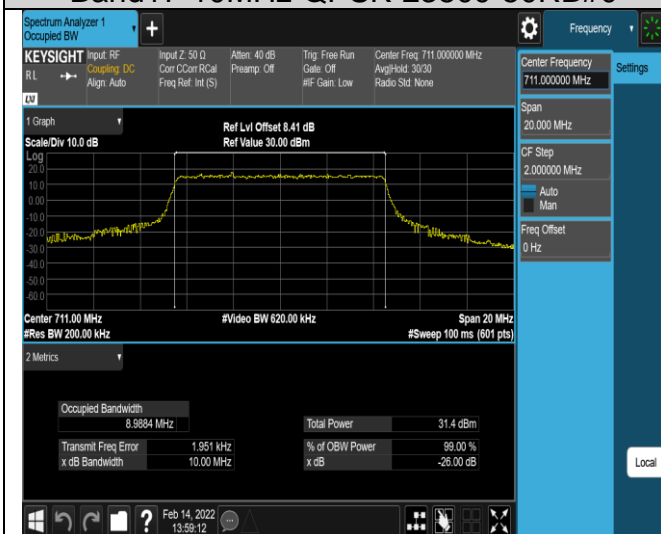 Spectrum Analyzer 1
Occupied BW
Frequency
KEYSIGHT
RL
LXI
Input: RF
Coupling: DC
Align: Auto
Input Z: 50 Ω
Corr CCorr RCal
Freq Ref: Int (S)
Atten: 40 dB
Preamp: Off
Trig: Free Run
Gate: Off
#IF Gain: Low
Center Freq: 711.000000 MHz
Avg|Hold: 30/30
Radio Std: None
Center Frequency
711.000000 MHz
Settings
Span
20.000 MHz
CF Step
2.000000 MHz
Auto
Man
Freq Offset
0 Hz
Local
1 Graph
Scale/Div 10.0 dB
Ref Lvl Offset 8.41 dB
Ref Value 30.00 dBm
Log
20.0
10.0
0.00
-10.0
-20.0
-30.0
-40.0
-50.0
-60.0
Center 711.00 MHz
#Res BW 200.00 kHz
#Video BW 620.00 kHz
Span 20 MHz
#Sweep 100 ms (601 pts)
2 Metrics
Occupied Bandwidth
8.9884 MHz
Transmit Freq Error 1.951 kHz
x dB Bandwidth 10.00 MHz
Total Power 31.4 dBm
% of OBW Power 99.00 %
x dB -26.00 dB
Feb 14, 2022
13:59:12